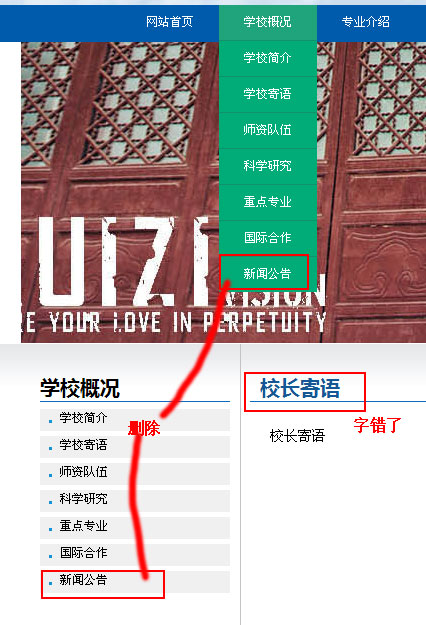 网站首页 学校概况 专业介绍
学校简介
学校寄语
师资队伍
科学研究
重点专业
国际合作
新闻公告
UIZI VISION
RE YOUR LOVE IN PERPETUITY
学校概况
学校简介
学校寄语
师资队伍
科学研究
重点专业
国际合作
新闻公告
删除
校长寄语
字错了
校长寄语